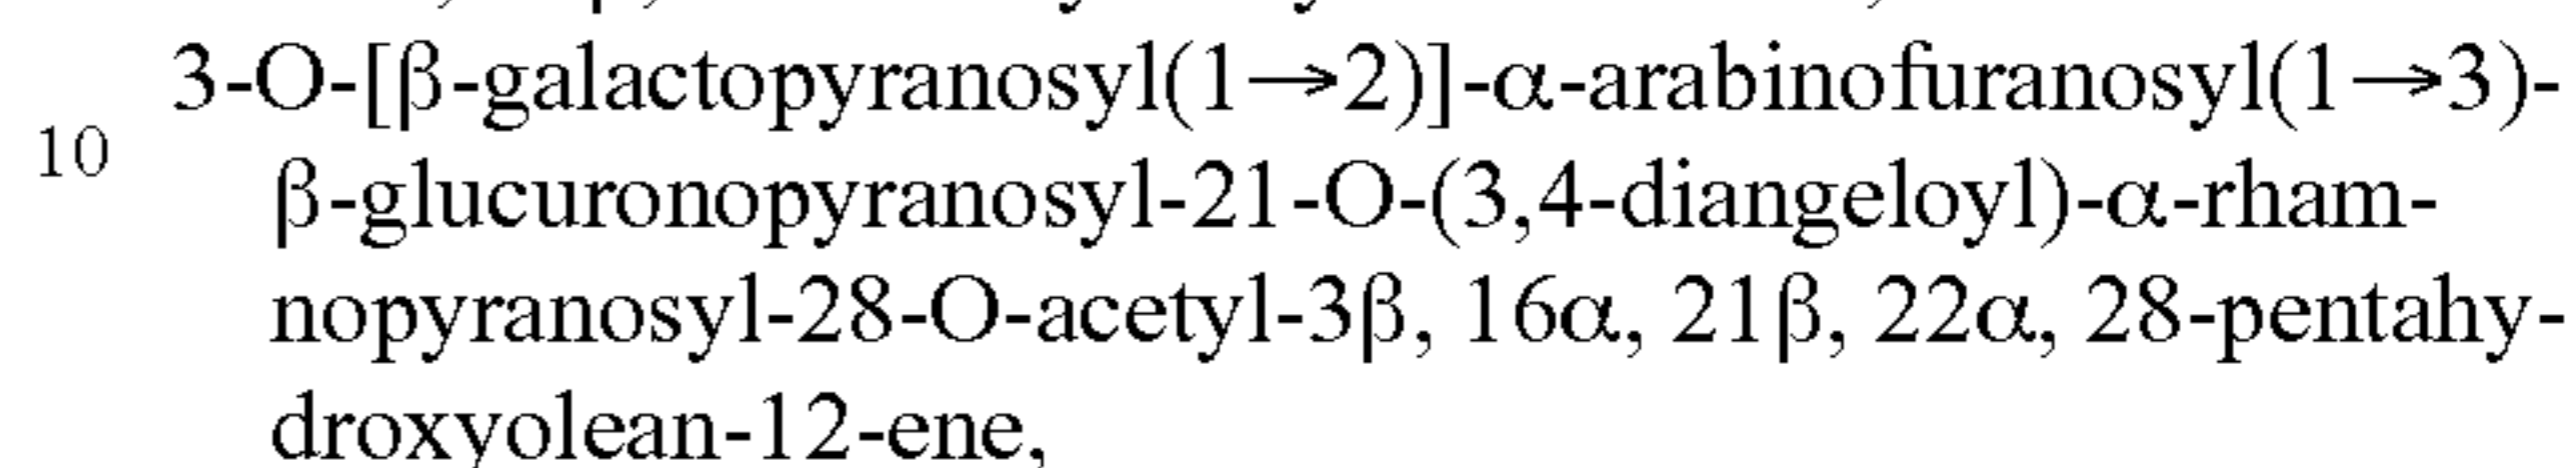 3-O-[β-galactopyranosyl(1→2)]-α-arabinofuranosyl(1→3)-
10
β-glucuronopyranosyl-21-O-(3,4-diangeloyl)-α-rham-
nopyranosyl-28-O-acetyl-3β, 16α, 21β, 22α, 28-pentahy-
droxyolean-12-ene,